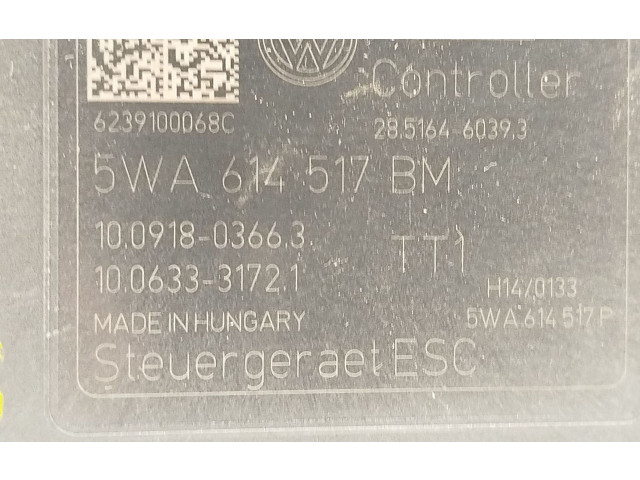 Controller
6239100068C
28.5164-6039.3
5WA 614 517 BM
10.0918-0366.3
TT1
10.0633-3172.1
H14/0133
MADE IN HUNGARY
5WA 614 517 P
Steuergeraet ESC